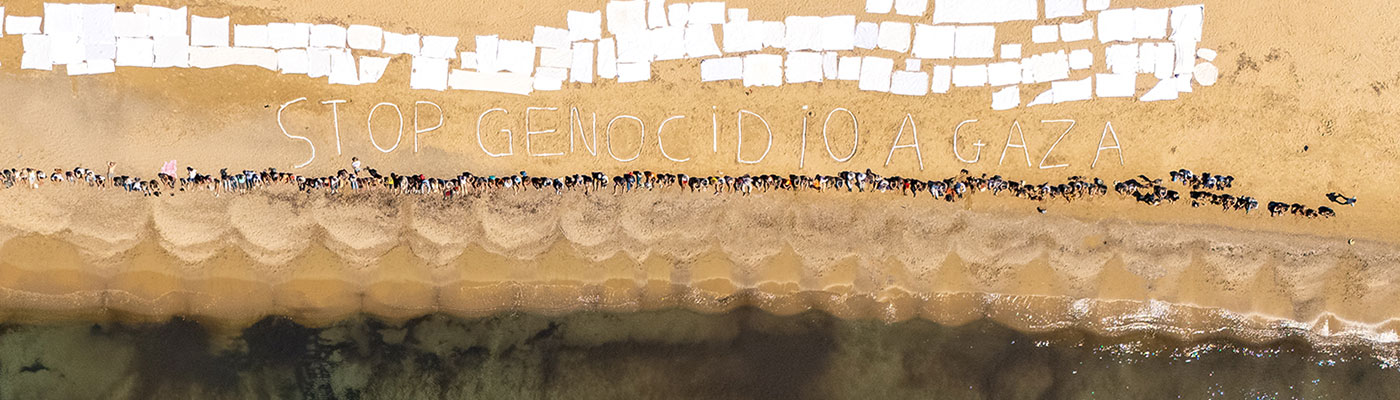 STOP GENOCIDIO A GAZA